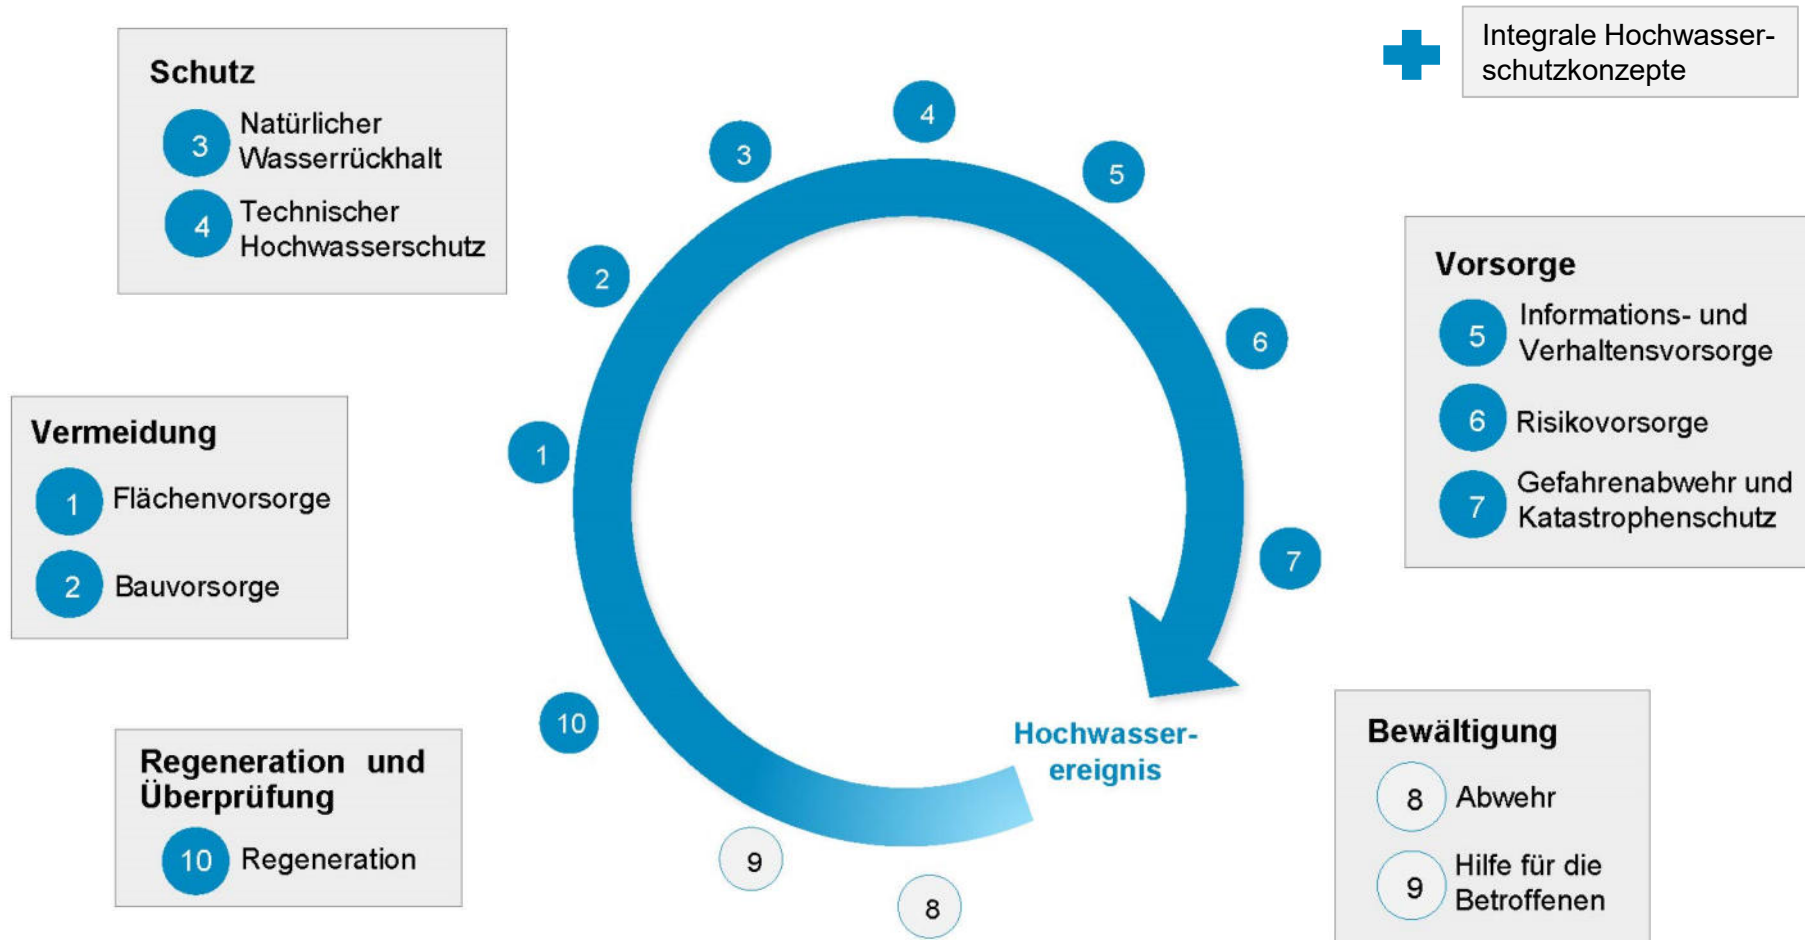 Integrale Hochwasser-
schutzkonzepte
Schutz
3 Natürlicher
Wasserrückhalt
4 Technischer
Hochwasserschutz
Vermeidung
1 Flächenvorsorge
2 Bauvorsorge
Regeneration und
Überprüfung
10 Regeneration
4
3
5
2
6
1
7
10
9
8
Hochwasser-
ereignis
Vorsorge
5 Informations- und
Verhaltensvorsorge
6 Risikovorsorge
7 Gefahrenabwehr und
Katastrophenschutz
Bewältigung
8 Abwehr
9 Hilfe für die
Betroffenen